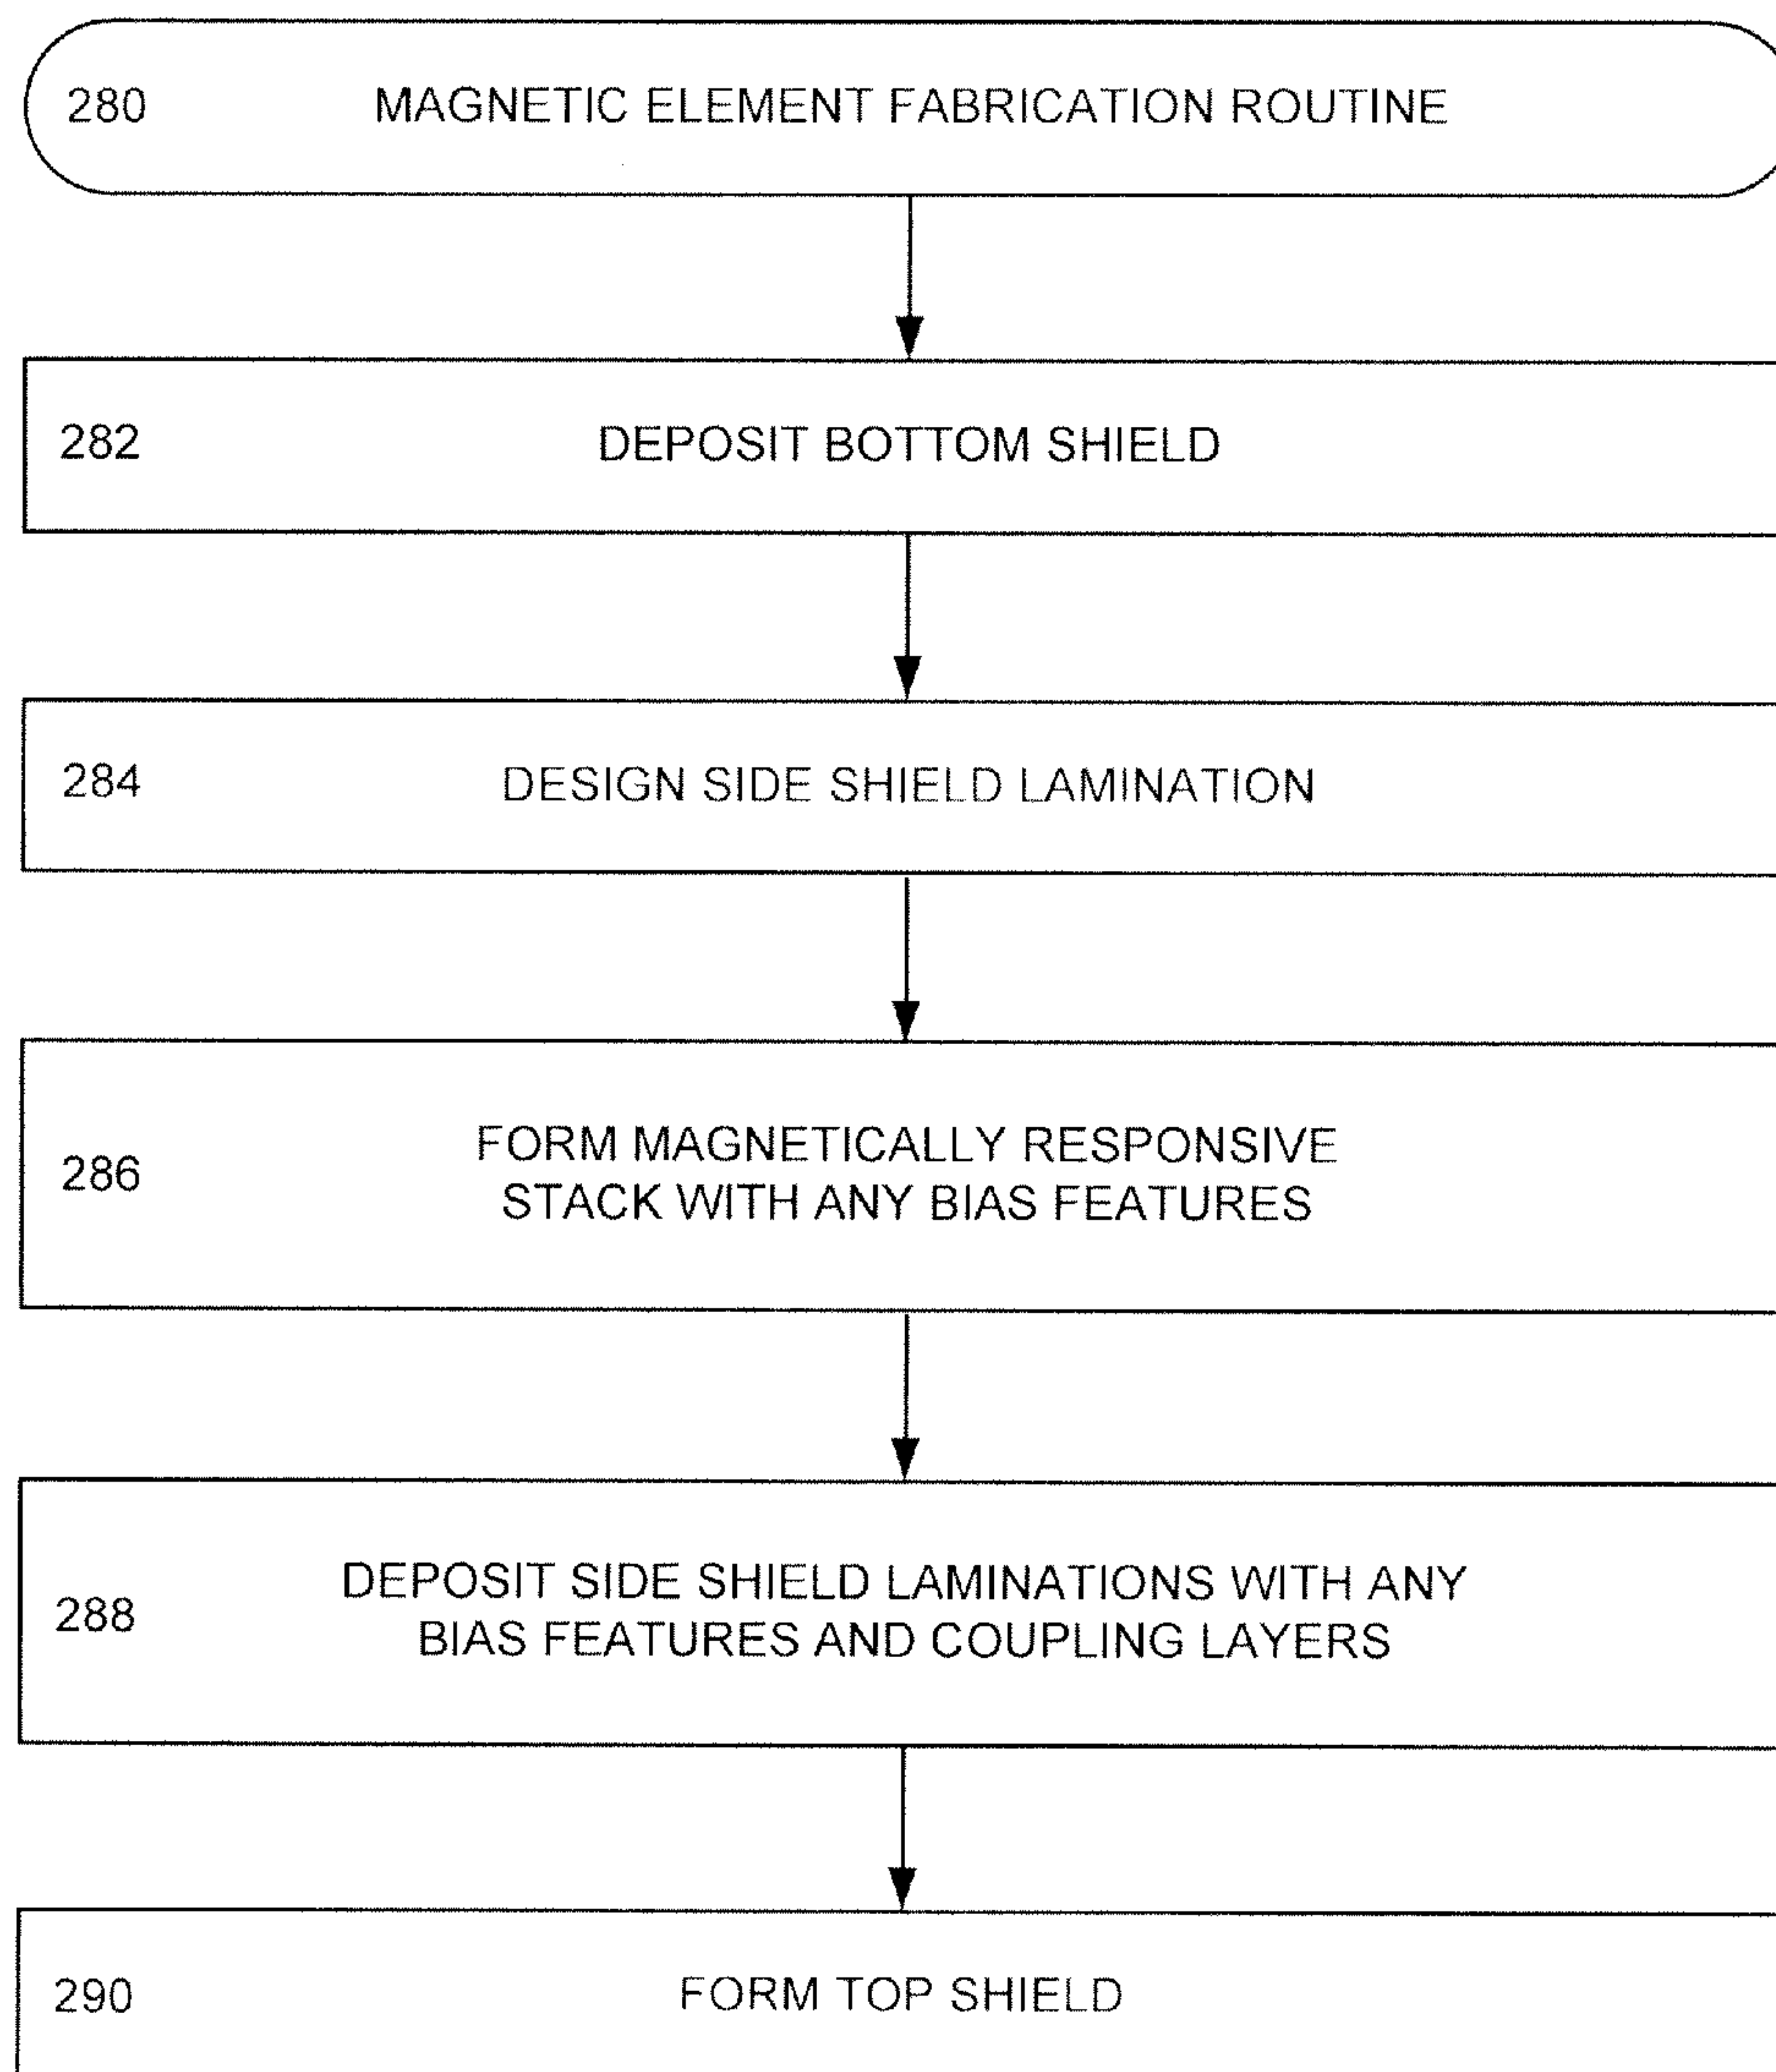 280 MAGNETIC ELEMENT FABRICATION ROUTINE
282 DEPOSIT BOTTOM SHIELD
284 DESIGN SIDE SHIELD LAMINATION
286 FORM MAGNETICALLY RESPONSIVE
STACK WITH ANY BIAS FEATURES
288 DEPOSIT SIDE SHIELD LAMINATIONS WITH ANY
BIAS FEATURES AND COUPLING LAYERS
290 FORM TOP SHIELD